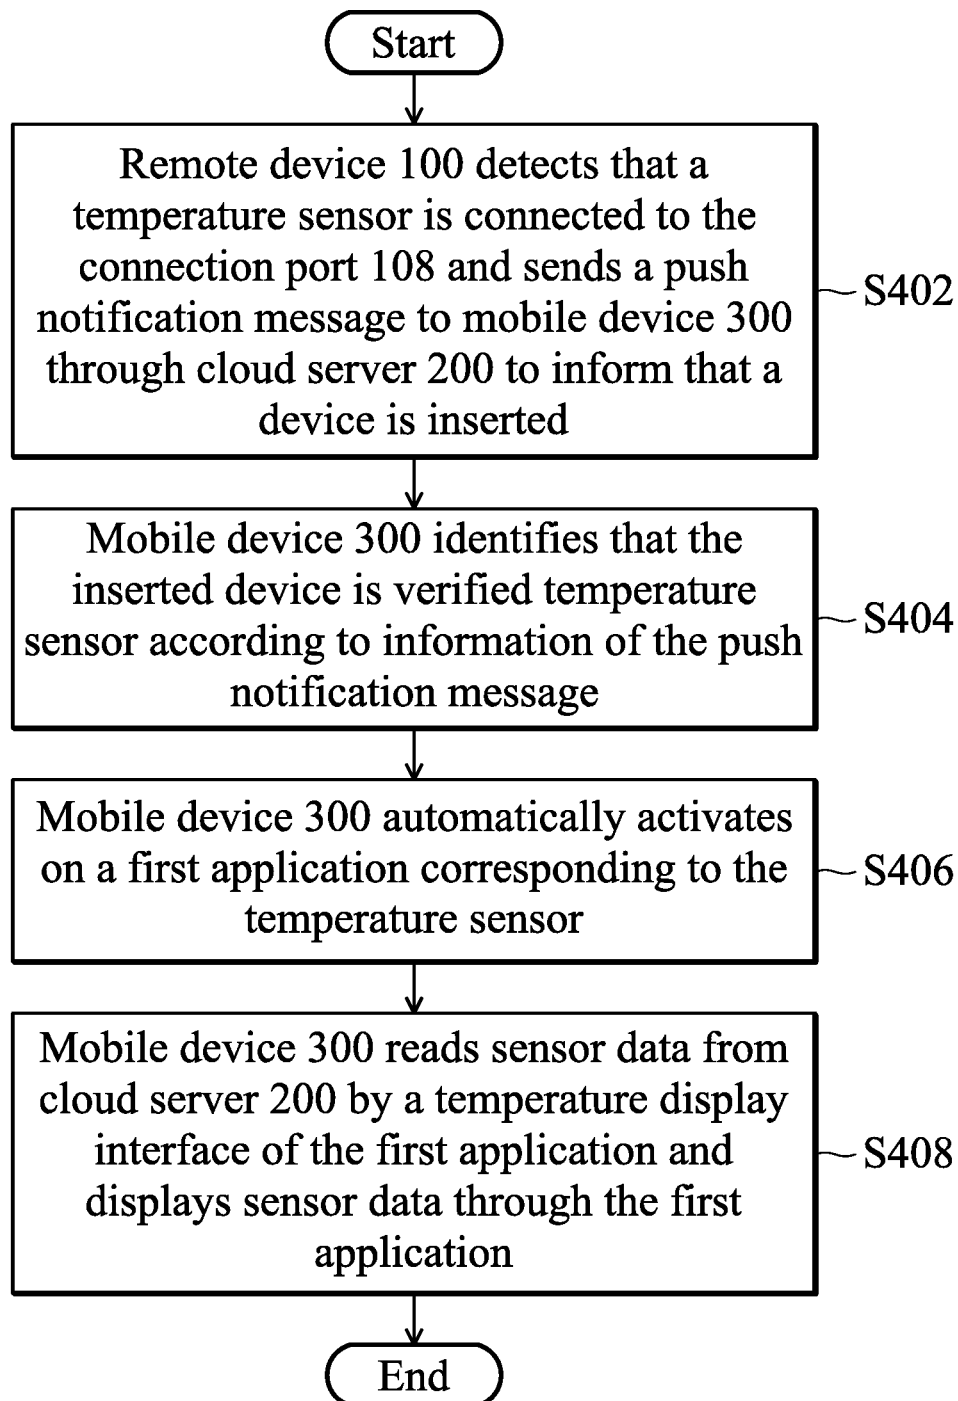 Start
Remote device 100 detects that a
temperature sensor is connected to the
connection port 108 and sends a push
notification message to mobile device 300
through cloud server 200 to inform that a
device is inserted
S402
Mobile device 300 identifies that the
inserted device is verified temperature
sensor according to information of the push
notification message
S404
Mobile device 300 automatically activates
on a first application corresponding to the
temperature sensor
S406
Mobile device 300 reads sensor data from
cloud server 200 by a temperature display
interface of the first application and
displays sensor data through the first
application
S408
End